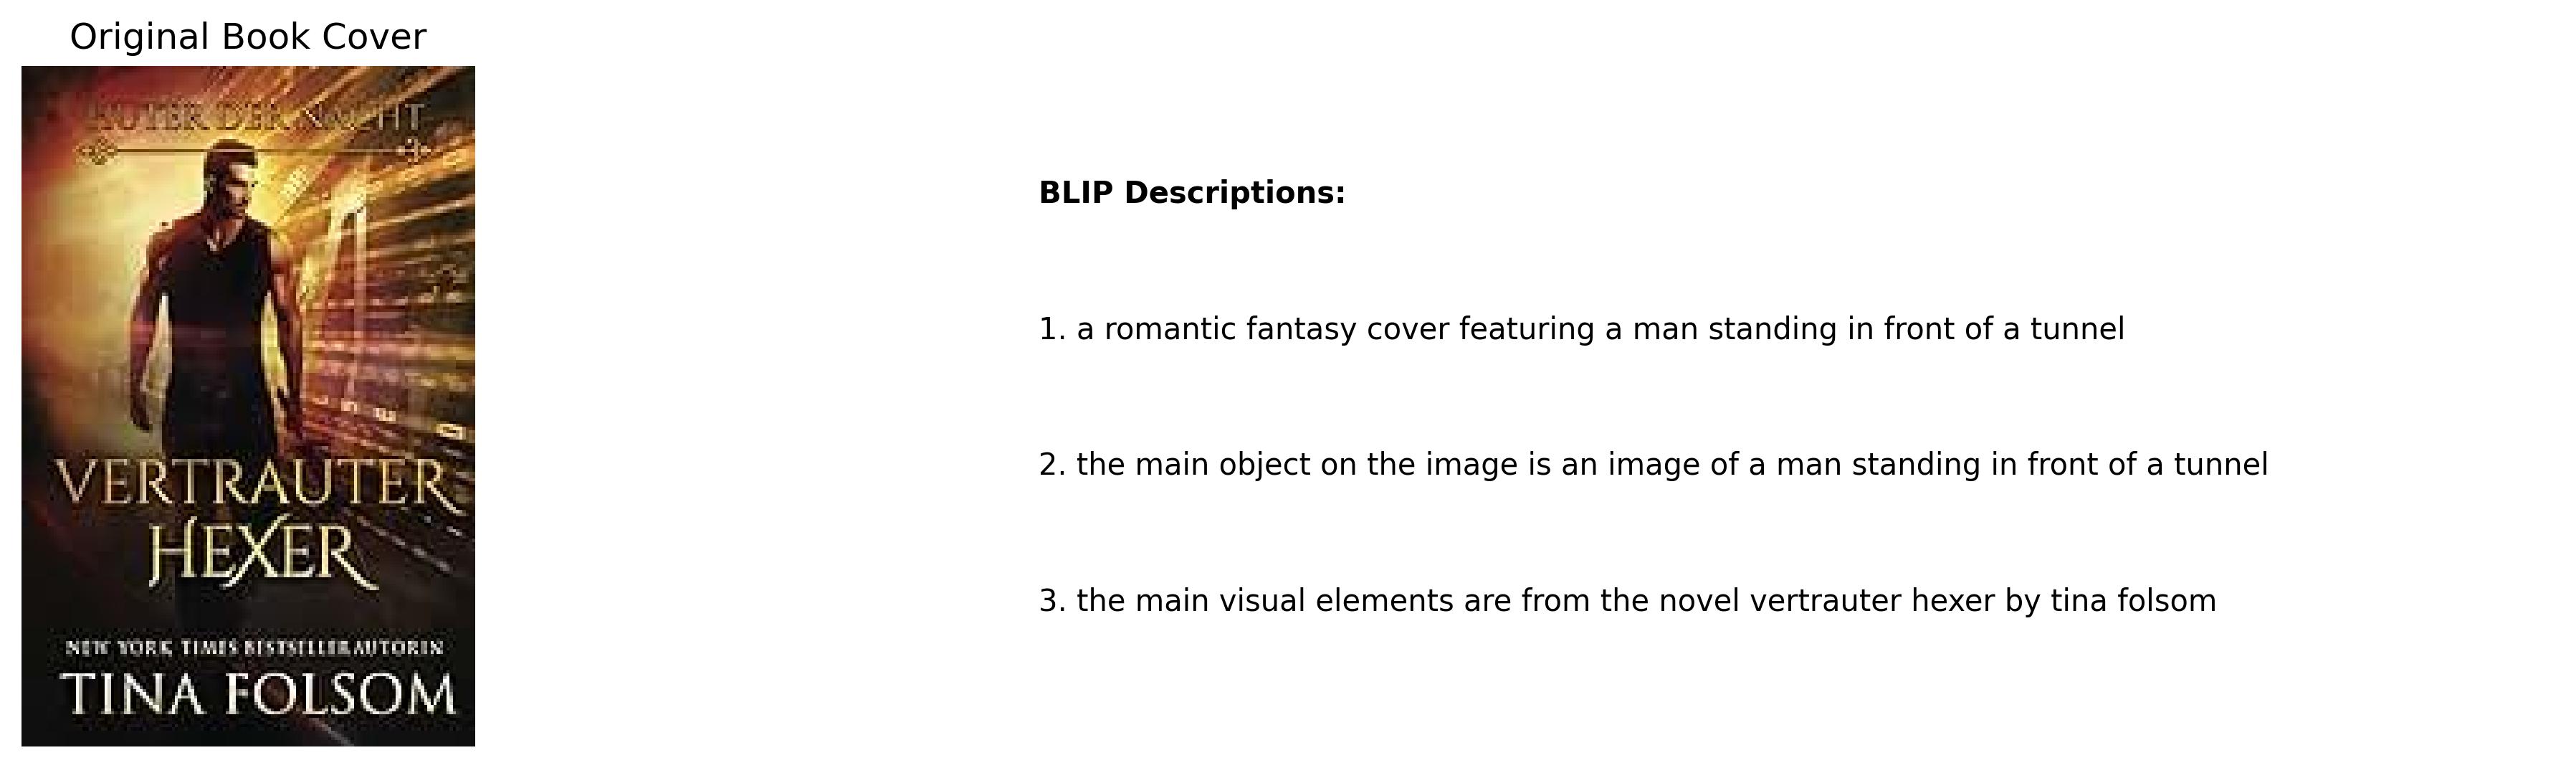 Original Book Cover
DER NACHT
VERTRAUTER
HEXER
NEW YORK TIMES BESTSELLERAUTORIN
TINA FOLSOM
BLIP Descriptions:
1. a romantic fantasy cover featuring a man standing in front of a tunnel
2. the main object on the image is an image of a man standing in front of a tunnel
3. the main visual elements are from the novel vertrauter hexer by tina folsom